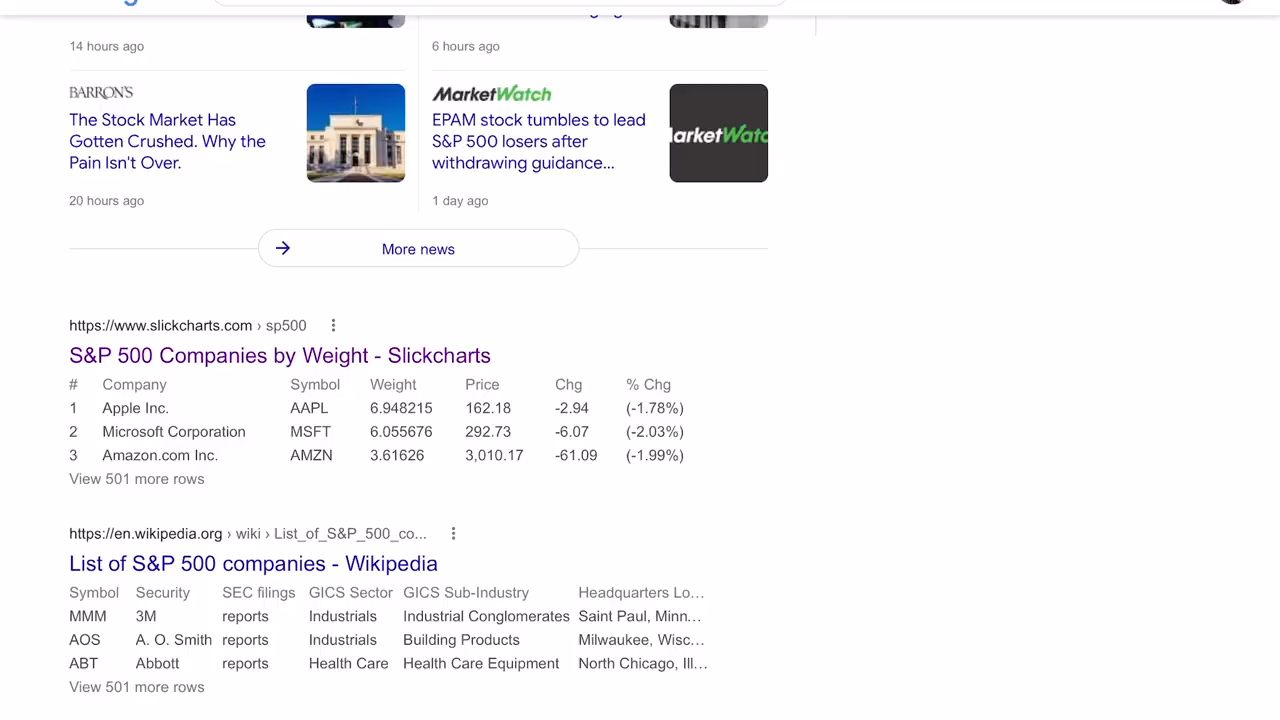 14 hours ago
6 hours ago
BARRON'S
The Stock Market Has
Gotten Crushed. Why the
Pain Isn't Over.
20 hours ago
MarketWatch
EPAM stock tumbles to lead
S&P 500 losers after
withdrawing guidance...
1 day ago
arketWatc
More news
https://www.slickcharts.com › sp500
S&P 500 Companies by Weight - Slickcharts
# Company Symbol Weight Price Chg % Chg
1 Apple Inc. AAPL 6.948215 162.18 -2.94 (-1.78%)
2 Microsoft Corporation MSFT 6.055676 292.73 -6.07 (-2.03%)
3 Amazon.com Inc. AMZN 3.61626 3,010.17 -61.09 (-1.99%)
View 501 more rows
https://en.wikipedia.org › wiki › List_of_S&P_500_co...
List of S&P 500 companies - Wikipedia
Symbol Security SEC filings GICS Sector GICS Sub-Industry Headquarters Lo...
MMM 3M reports Industrials Industrial Conglomerates Saint Paul, Minn...
AOS A. O. Smith reports Industrials Building Products Milwaukee, Wisc...
ABT Abbott reports Health Care Health Care Equipment North Chicago, Ill...
View 501 more rows